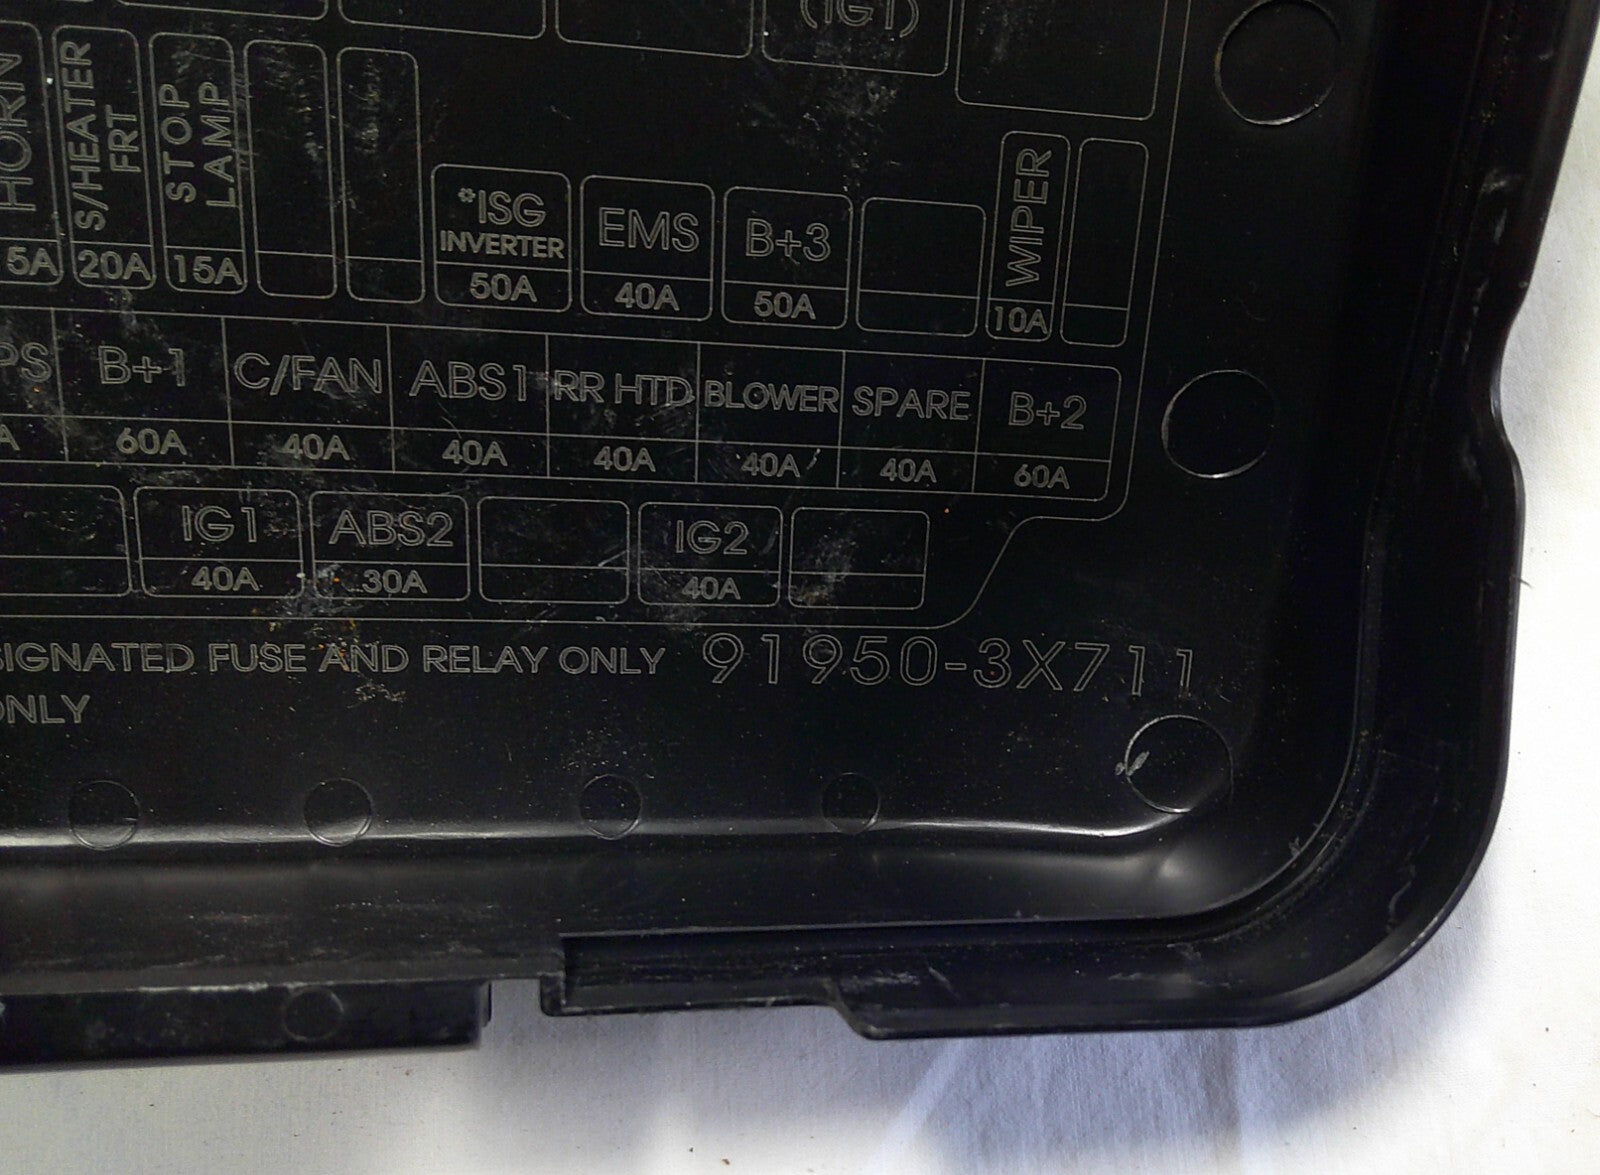 (IG1)
HORN
5A
S/HEATER
FRT
20A
STOP
LAMP
15A
*ISG
INVERTER
50A
EMS
40A
B+3
50A
WIPER
10A
PS
A
B+1
60A
C/FAN
40A
ABS1
40A
RR HTD
40A
BLOWER
40A
SPARE
40A
B+2
60A
IG1
40A
ABS2
30A
IG2
40A
SIGNATED FUSE AND RELAY ONLY 91950-3X711
ONLY